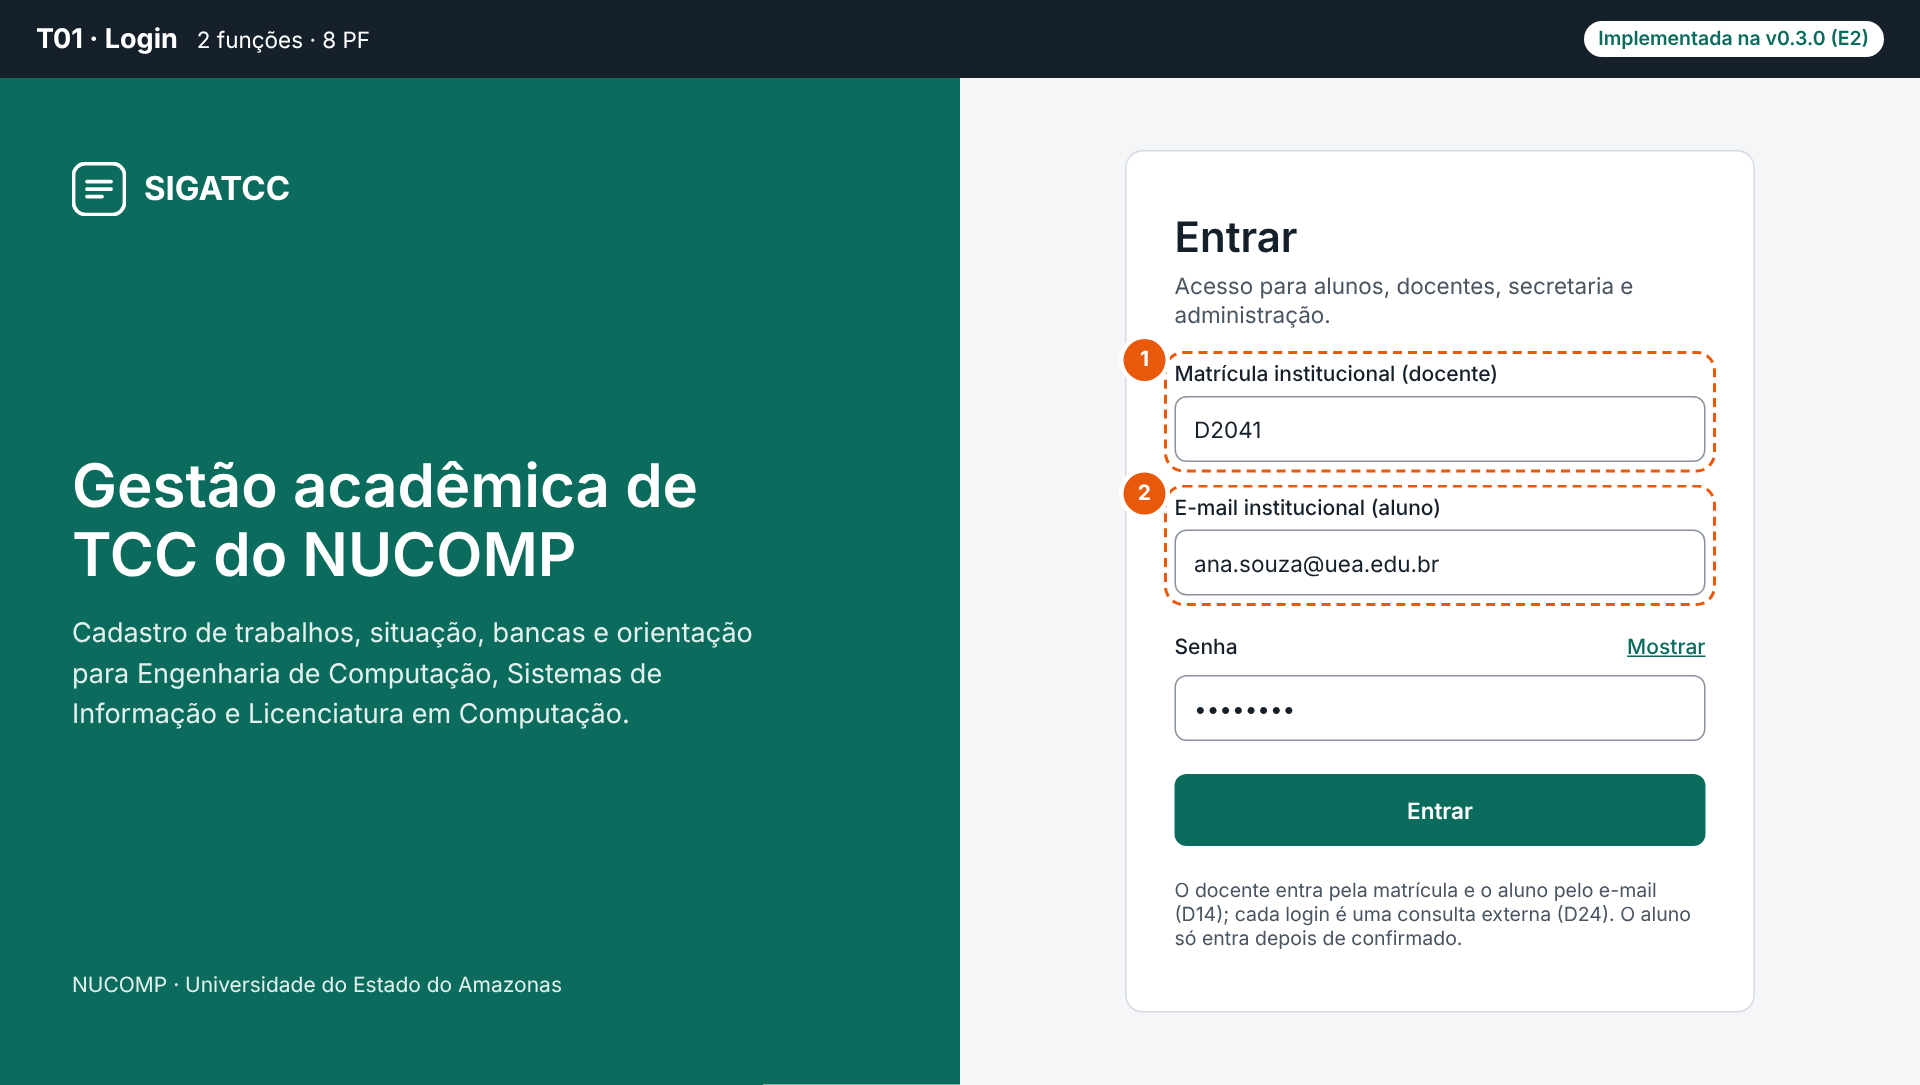 T01 · Login 2 funções · 8 PF
Implementada na v0.3.0 (E2)
SIGATCC
Gestão acadêmica de
TCC do NUCOMP
Cadastro de trabalhos, situação, bancas e orientação
para Engenharia de Computação, Sistemas de
Informação e Licenciatura em Computação.
NUCOMP · Universidade do Estado do Amazonas
Entrar
Acesso para alunos, docentes, secretaria e
administração.
1
Matrícula institucional (docente)
D2041
2
E-mail institucional (aluno)
ana.souza@uea.edu.br
Senha Mostrar
••••••••
Entrar
O docente entra pela matrícula e o aluno pelo e-mail
(D14); cada login é uma consulta externa (D24). O aluno
só entra depois de confirmado.